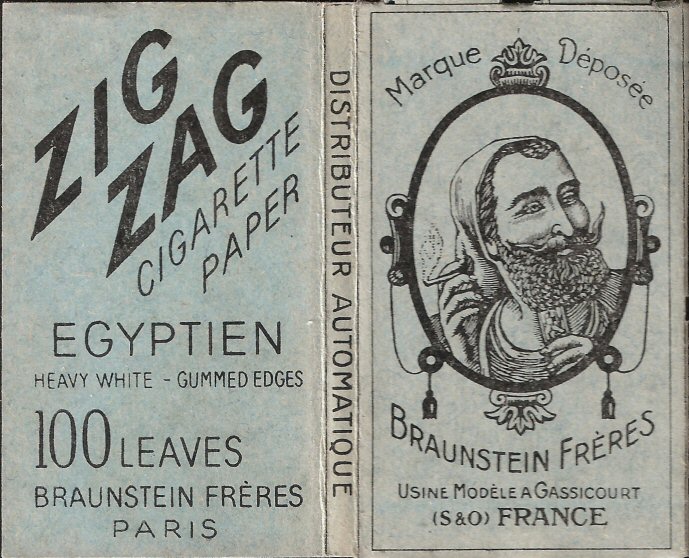 ZIG
ZAG
CIGARETTE
PAPER
EGYPTIEN
HEAVY WHITE - GUMMED EDGES
100 LEAVES
BRAUNSTEIN FRÈRES
PARIS
DISTRIBUTEUR AUTOMATIQUE
Marque Déposée
BRAUNSTEIN FRÈRES
USINE MODÈLE A GASSICOURT
(S&O) FRANCE